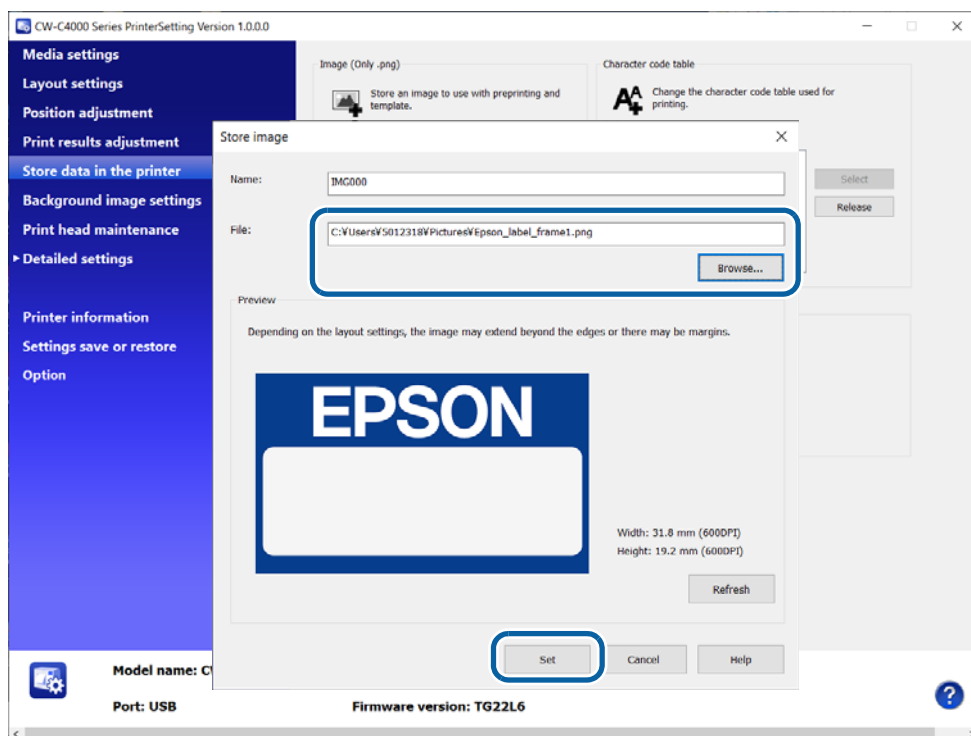 CW-C4000 Series PrinterSetting Version 1.0.0.0
Media settings
Layout settings
Position adjustment
Print results adjustment
Store data in the printer
Background image settings
Print head maintenance
Detailed settings
Printer information
Settings save or restore
Option
Image (Only .png)
Store an image to use with preprinting and
template.
Character code table
Change the character code table used for
printing.
Select
Release
Store image
Name:
IMG000
File:
C:¥Users¥5012318¥Pictures¥Epson_label_frame1.png
Browse...
Preview
Depending on the layout settings, the image may extend beyond the edges or there may be margins.
EPSON
Width: 31.8 mm (600DPI)
Height: 19.2 mm (600DPI)
Refresh
Set
Cancel
Help
Model name:
Port: USB
Firmware version: TG22L6